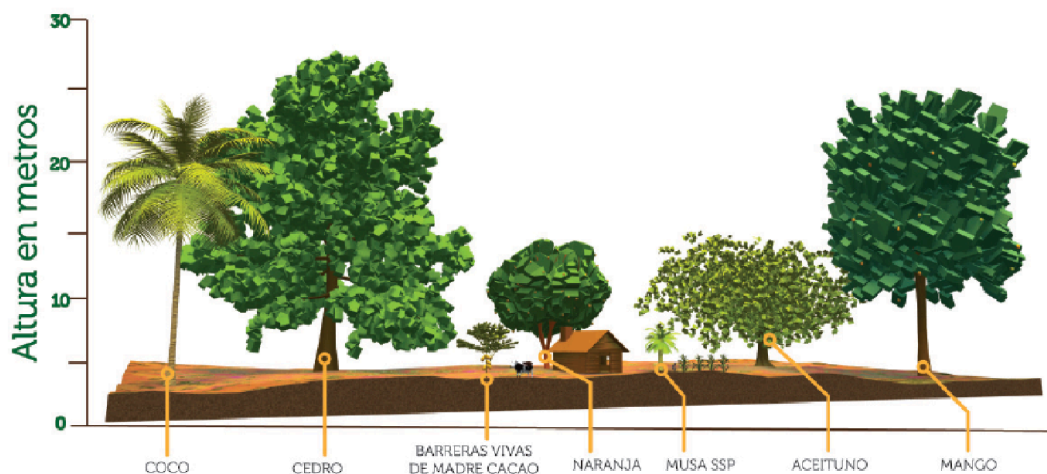 30
20
10
0
Altura en metros
COCO
CEDRO
BARRERAS VIVAS
DE MADRE CACAO
NARANJA
MUSA SSP
ACEITUNO
MANGO